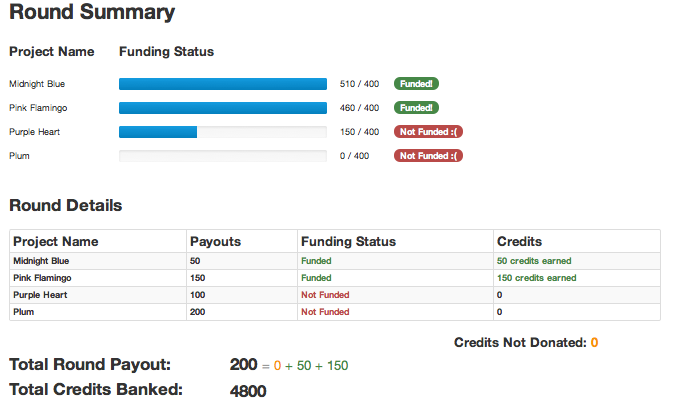 Round Summary
Project Name Funding Status
Midnight Blue 510 / 400 Funded!
Pink Flamingo 460 / 400 Funded!
Purple Heart 150 / 400 Not Funded :(
Plum 0 / 400 Not Funded :(
Round Details
Project Name Payouts Funding Status Credits
Midnight Blue 50 Funded 50 credits earned
Pink Flamingo 150 Funded 150 credits earned
Purple Heart 100 Not Funded 0
Plum 200 Not Funded 0
Credits Not Donated: 0
Total Round Payout: 200 = 0 + 50 + 150
Total Credits Banked: 4800